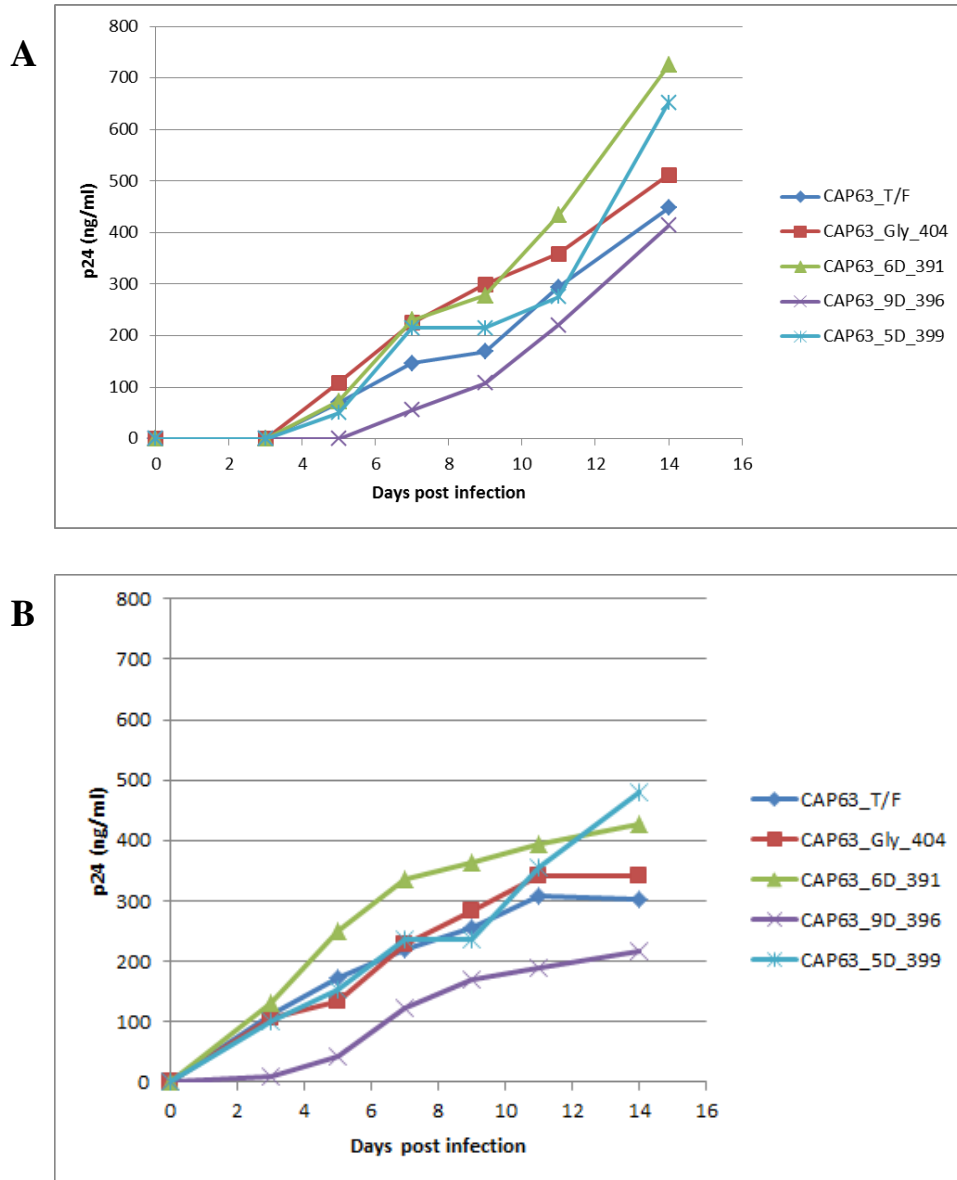 A
800
700
600
500
400
300
200
100
0
p24 (ng/ml)
0 2 4 6 8 10 12 14 16
Days post infection
CAP63_T/F
CAP63_Gly_404
CAP63_6D_391
CAP63_9D_396
CAP63_5D_399
B
800
700
600
500
400
300
200
100
0
p24 (ng/ml)
0 2 4 6 8 10 12 14 16
Days post infection
CAP63_T/F
CAP63_Gly_404
CAP63_6D_391
CAP63_9D_396
CAP63_5D_399